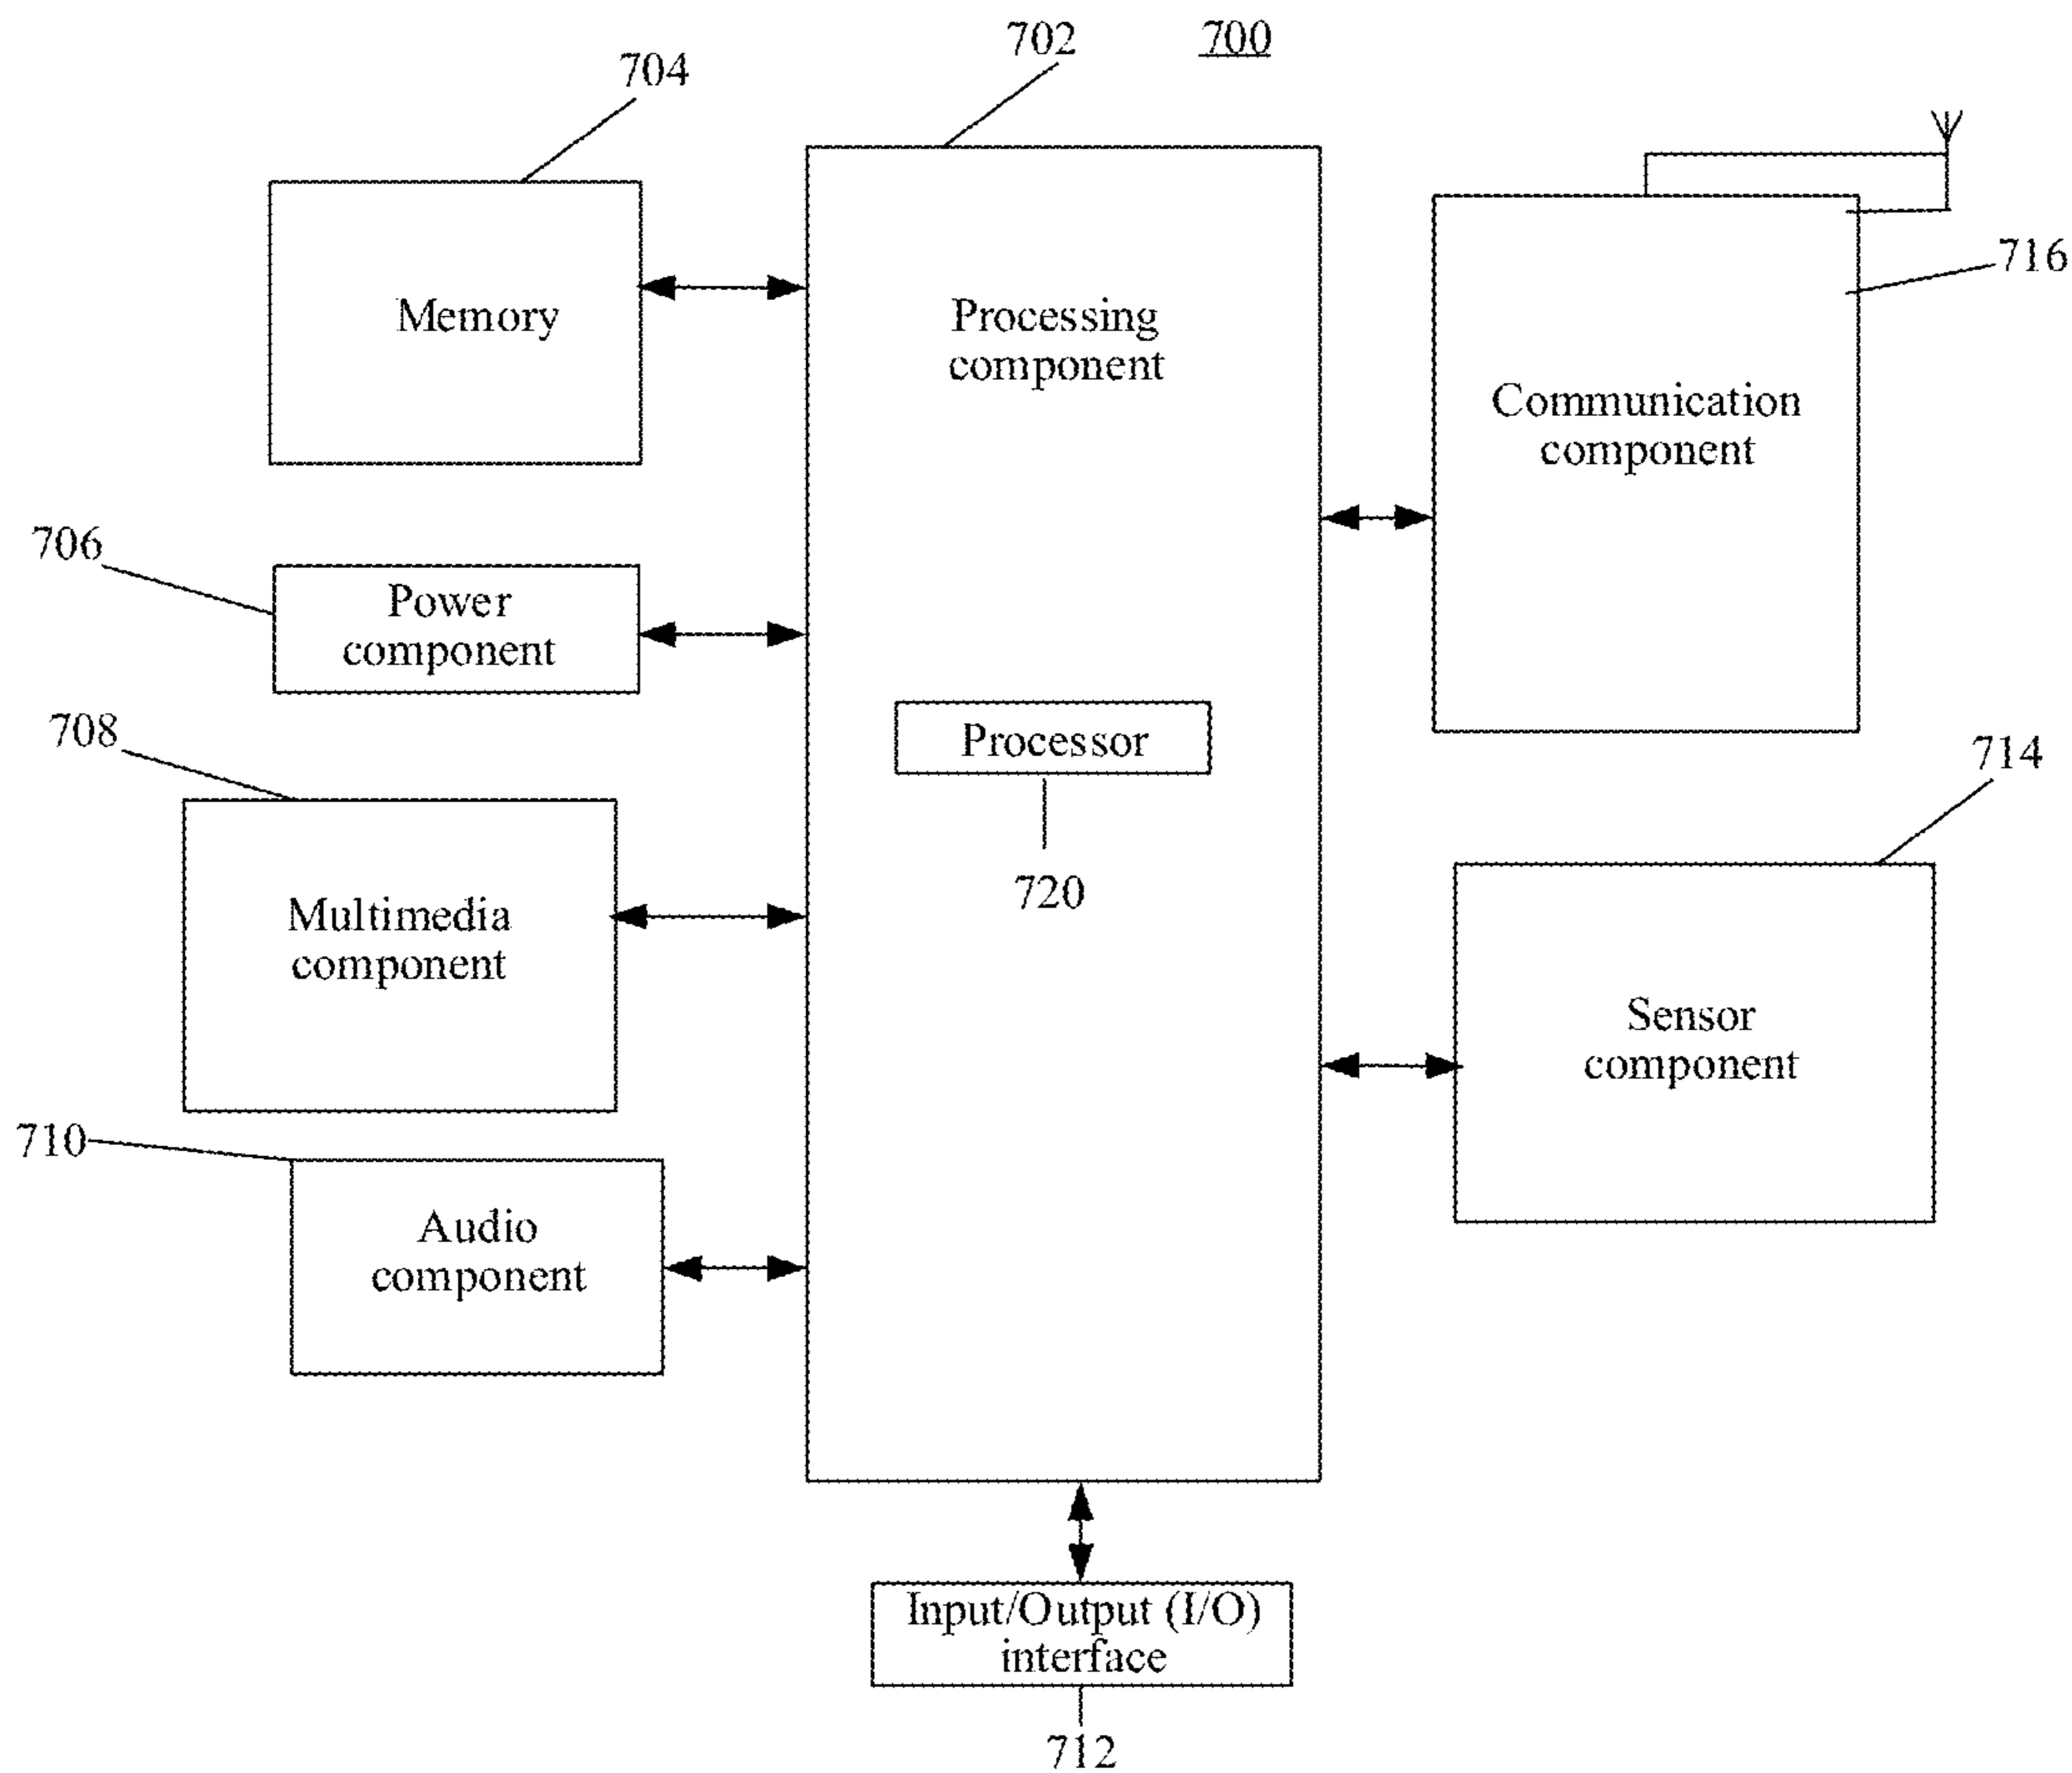 702
700
704
Memory
Processing
component
716
Communication
component
706
Power
component
708
Processor
714
720
Multimedia
component
Sensor
component
710
Audio
component
Input/Output (I/O)
interface
712